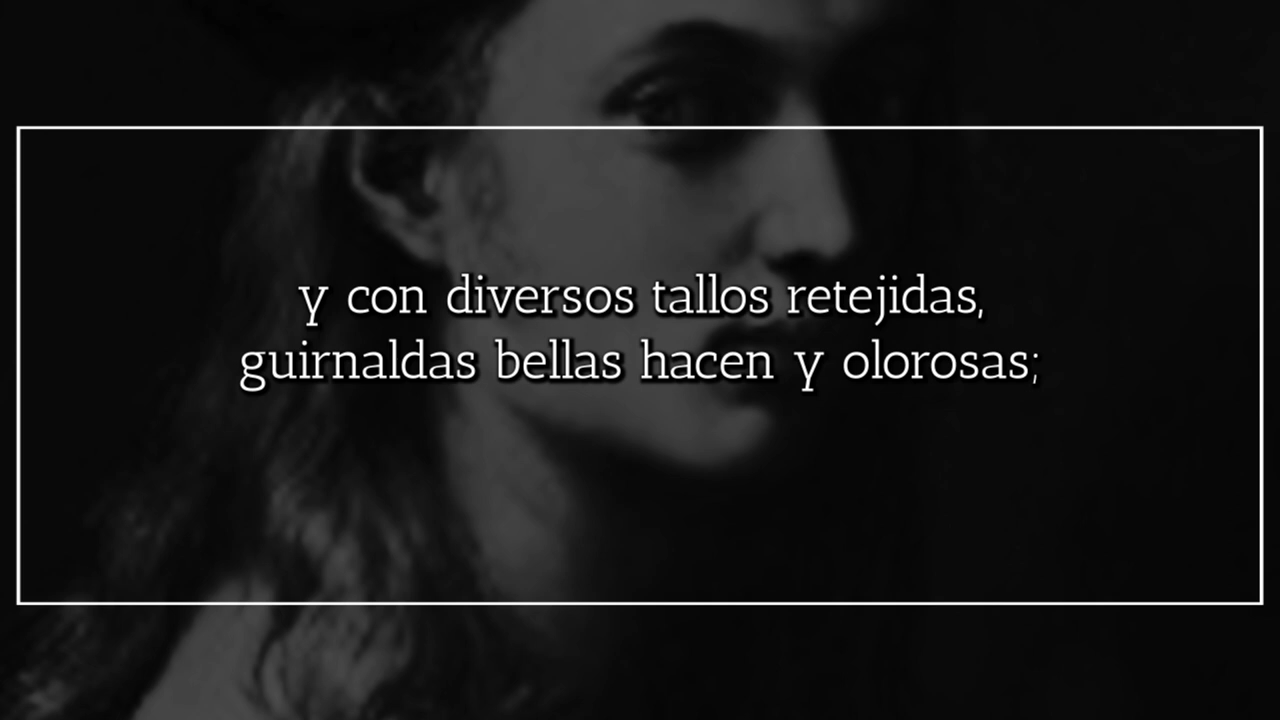 y con diversos tallos retejidas,
guirnaldas bellas hacen y olorosas;